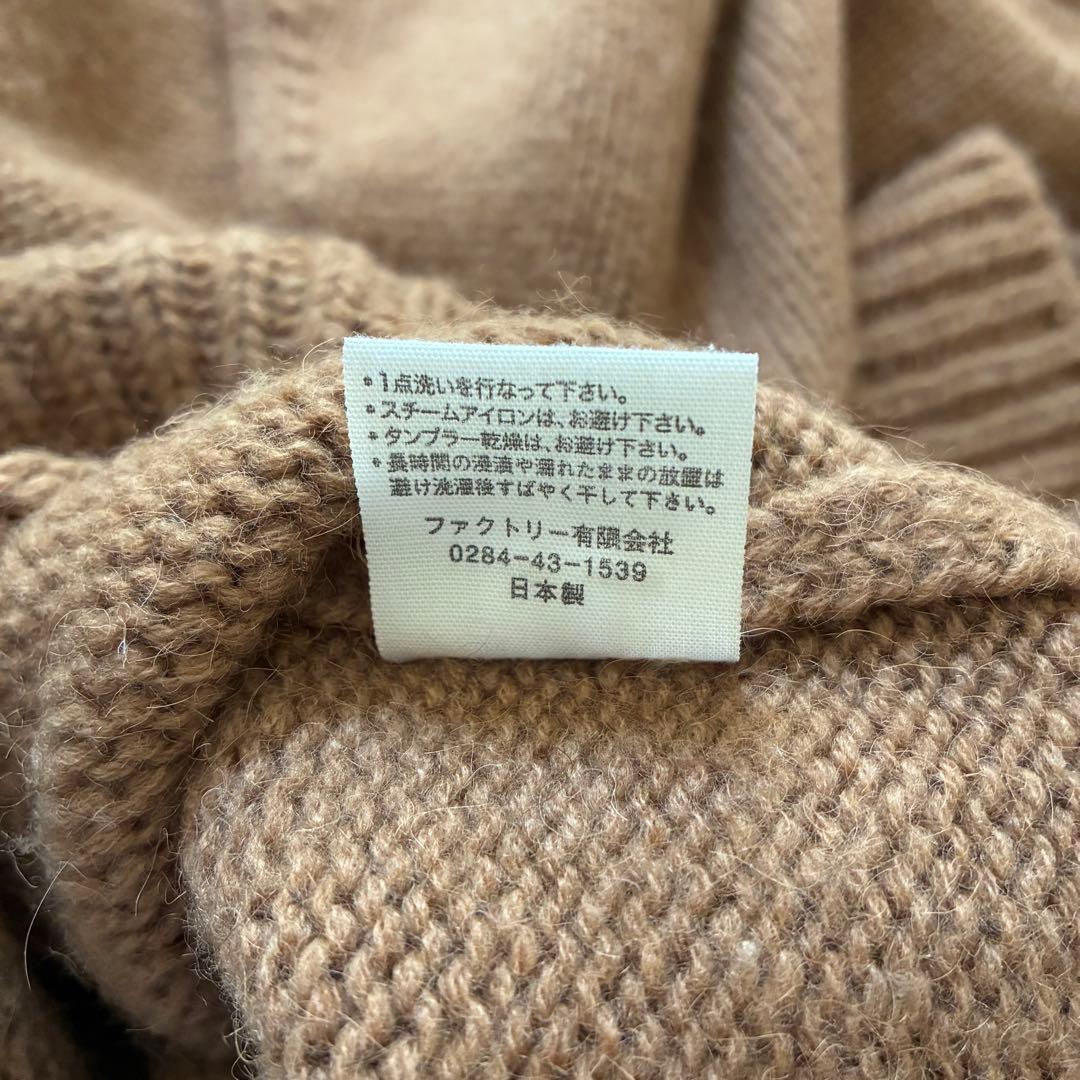 ・1点洗いを行なって下さい。
・スチームアイロンは、お避け下さい。
・タンブラー乾燥は、お避け下さい。
・長時間の浸漬や濡れたままの放置は
避け洗濯後すばやく干して下さい。
ファクトリー有限会社
0284-43-1539
日本製